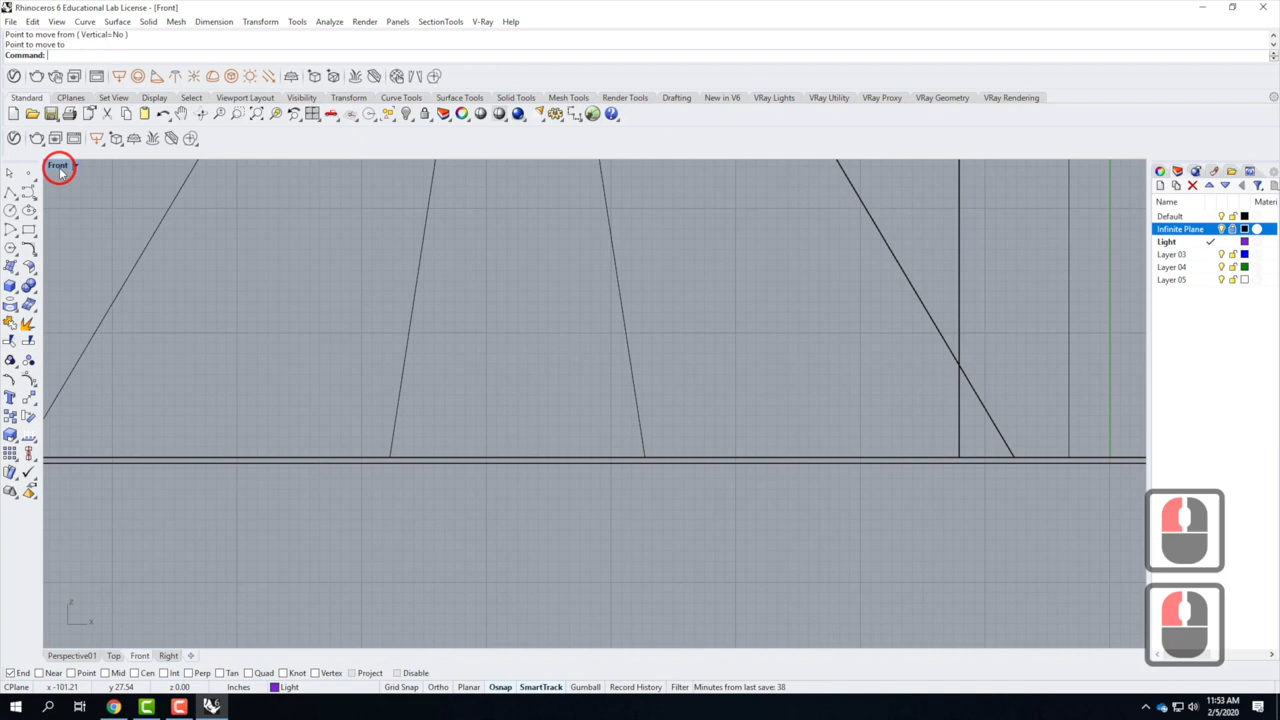 Rhinoceros 6 Educational Lab License - [Front]
File Edit View Curve Surface Solid Mesh Dimension Transform Tools Analyze Render Panels SectionTools V-Ray Help
Point to move from ( Vertical=No )
Point to move to
Command:
Standard CPlanes Set View Display Select Viewport Layout Visibility Transform Curve Tools Surface Tools Solid Tools Mesh Tools Render Tools Drafting New in V6 VRay Lights VRay Utility VRay Proxy VRay Geometry VRay Rendering
Front
Name Materi
Default
Infinite Plane
Light
Layer 03
Layer 04
Layer 05
z
x
Perspective01 Top Front Right
End Near Point Mid Cen Int Perp Tan Quad Knot Vertex Project Disable
CPlane x -101.21 y 27.54 z 0.00 Inches Light Grid Snap Ortho Planar Osnap SmartTrack Gumball Record History Filter Minutes from last save: 38
11:53 AM
2/5/2020